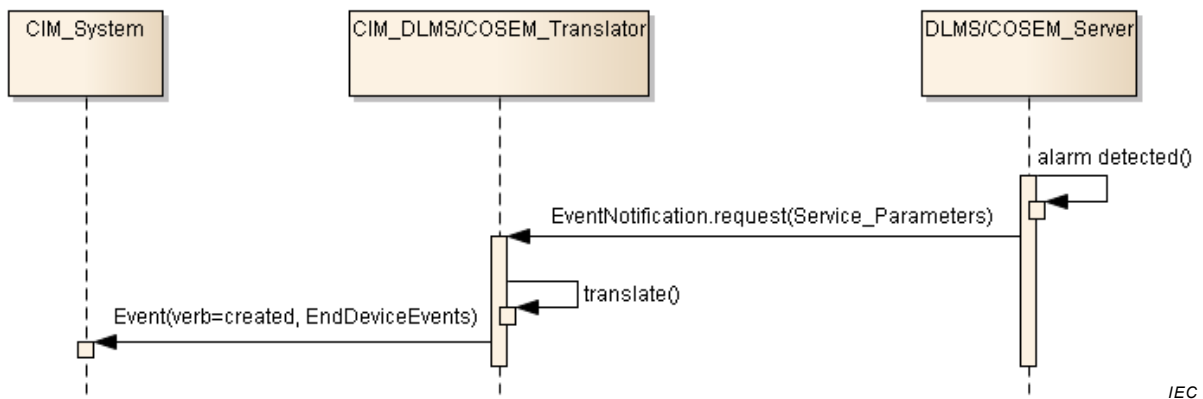 CIM_System
CIM_DLMS/COSEM_Translator
DLMS/COSEM_Server
alarm detected()
EventNotification.request(Service_Parameters)
translate()
Event(verb=created, EndDeviceEvents)
IEC